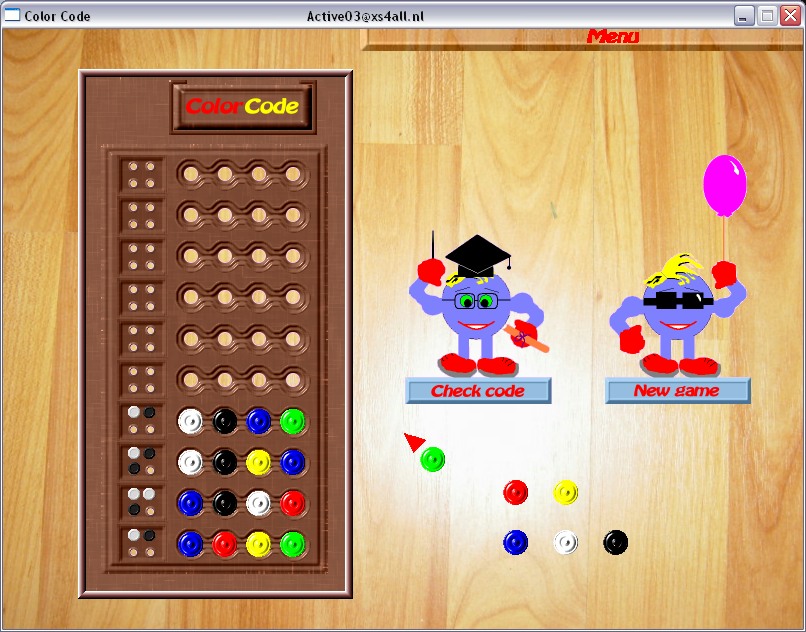 Color Code
Active03@xs4all.nl
Menu
ColorCode
Check code
New game